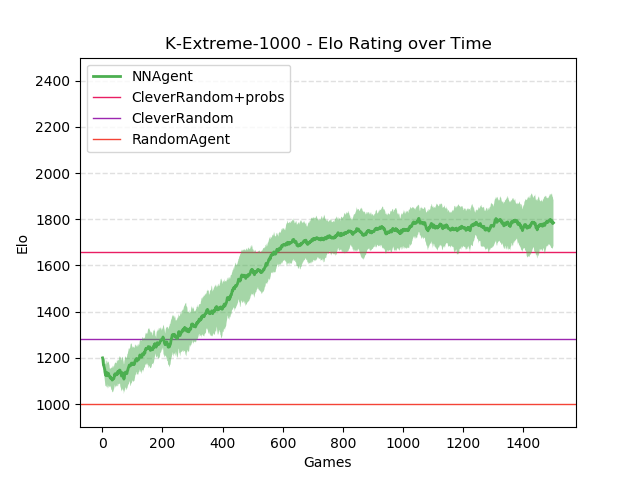 K-Extreme-1000 - Elo Rating over Time
NNAgent
CleverRandom+probs
CleverRandom
RandomAgent
Elo
2400
2200
2000
1800
1600
1400
1200
1000
0 200 400 600 800 1000 1200 1400
Games